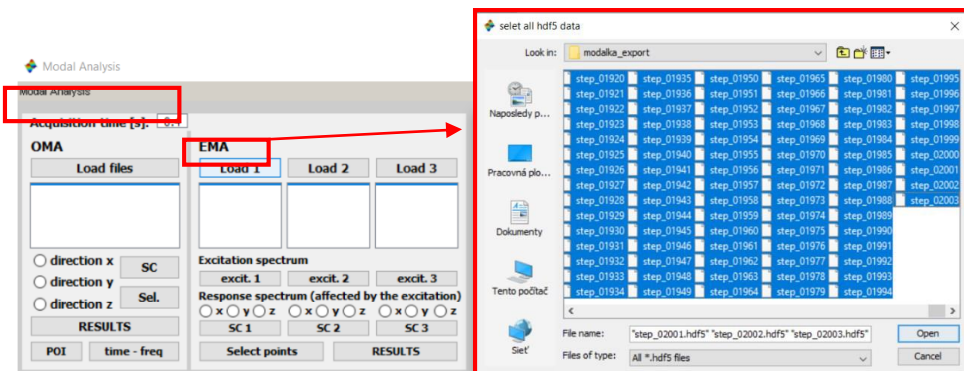 Modal Analysis
Modal Analysis
Acquisition time [s]: 0.1
OMA
EMA
Load files
Load 1
Load 2
Load 3
direction x
SC
direction y
direction z
Sel.
RESULTS
POI
time - freq
Excitation spectrum
excit. 1
excit. 2
excit. 3
Response spectrum (affected by the excitation)
x y z x y z x y z
SC 1
SC 2
SC 3
Select points
RESULTS
selet all hdf5 data
Look in: modalka_export
Naposledy p...
Pracovná plo...
Dokumenty
Tento počítač
Sieť
step_01920 step_01935 step_01950 step_01965 step_01980 step_01995
step_01921 step_01936 step_01951 step_01966 step_01981 step_01996
step_01922 step_01937 step_01952 step_01967 step_01982 step_01997
step_01923 step_01938 step_01953 step_01968 step_01983 step_01998
step_01924 step_01939 step_01954 step_01969 step_01984 step_01999
step_01925 step_01940 step_01955 step_01970 step_01985 step_02000
step_01926 step_01941 step_01956 step_01971 step_01986 step_02001
step_01927 step_01942 step_01957 step_01972 step_01987 step_02002
step_01928 step_01943 step_01958 step_01973 step_01988 step_02003
step_01929 step_01944 step_01959 step_01974 step_01989
step_01930 step_01945 step_01960 step_01975 step_01990
step_01931 step_01946 step_01961 step_01976 step_01991
step_01932 step_01947 step_01962 step_01977 step_01992
step_01933 step_01948 step_01963 step_01978 step_01993
step_01934 step_01949 step_01964 step_01979 step_01994
File name: "step_02001.hdf5" "step_02002.hdf5" "step_02003.hdf5"
Open
Files of type: All *.hdf5 files
Cancel